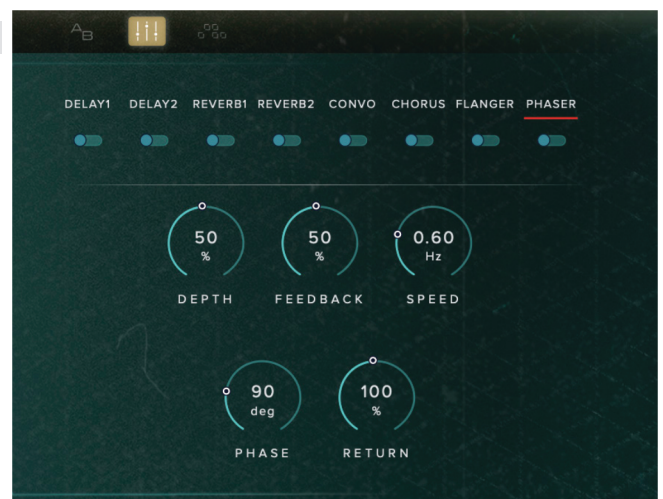 A B
DELAY1 DELAY2 REVERB1 REVERB2 CONVO CHORUS FLANGER PHASER
50 50 0.60
% % Hz
DEPTH FEEDBACK SPEED
90 100
deg %
PHASE RETURN